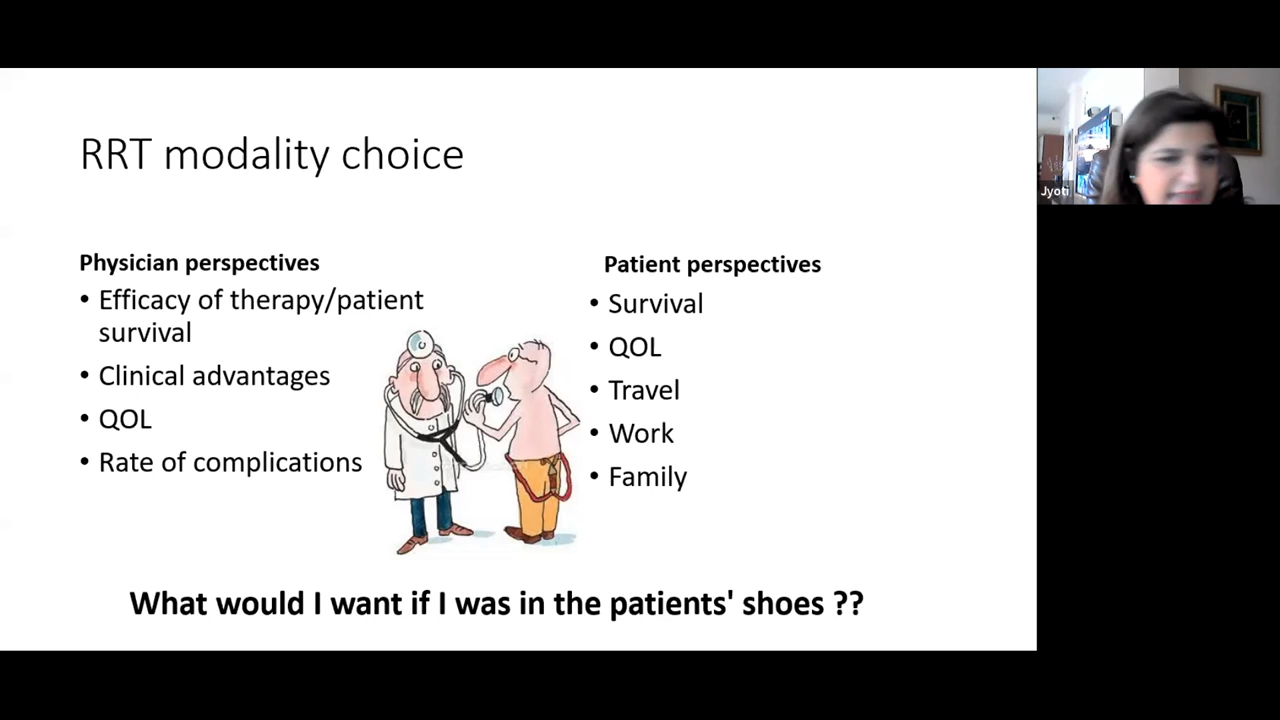 RRT modality choice
Physician perspectives
• Efficacy of therapy/patient
survival
• Clinical advantages
• QOL
• Rate of complications
Patient perspectives
• Survival
• QOL
• Travel
• Work
• Family
What would I want if I was in the patients' shoes ??
Jyoti